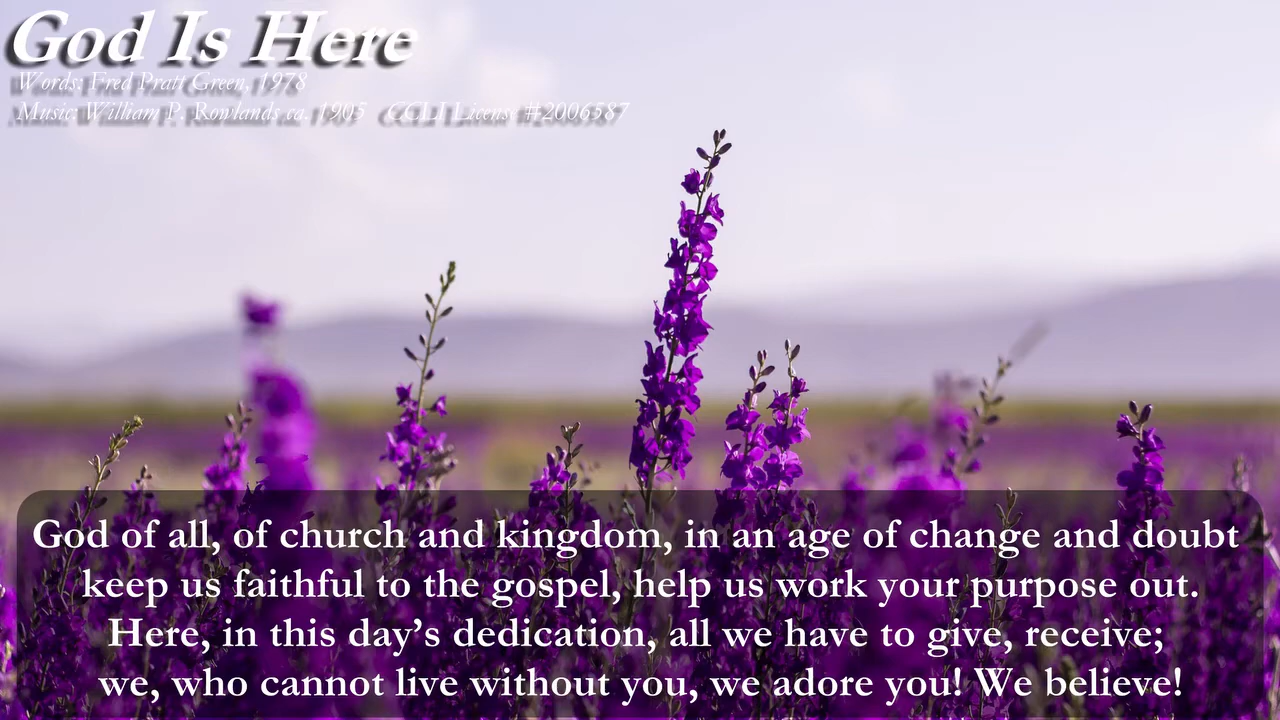 God Is Here
Words: Fred Pratt Green, 1978
Music: William P. Rowlands ca. 1905 CCLI License #2006587
God of all, of church and kingdom, in an age of change and doubt
keep us faithful to the gospel, help us work your purpose out.
Here, in this day’s dedication, all we have to give, receive;
we, who cannot live without you, we adore you! We believe!